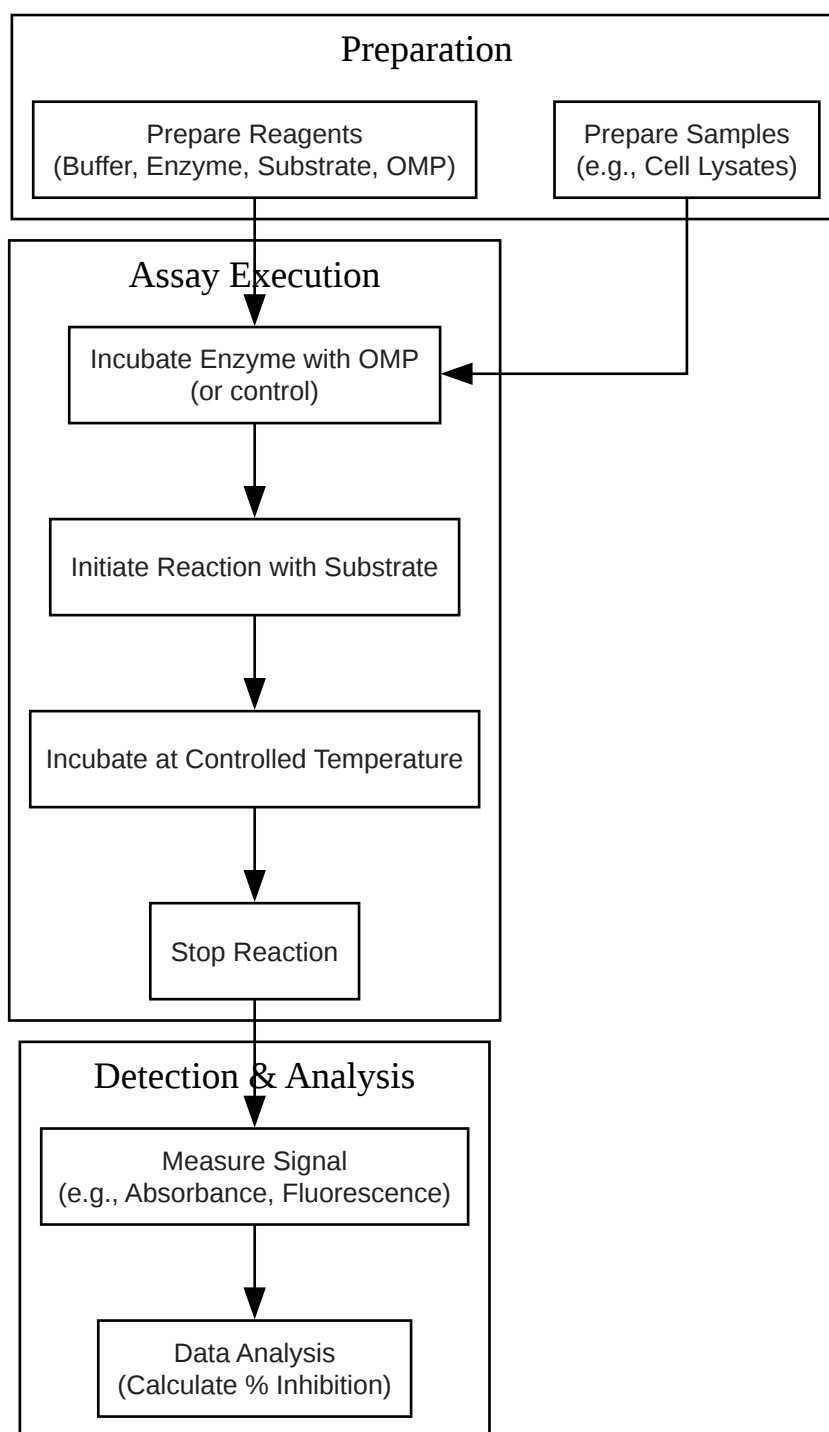 Preparation
Prepare Reagents
(Buffer, Enzyme, Substrate, OMP)
Prepare Samples
(e.g., Cell Lysates)
Assay Execution
Incubate Enzyme with OMP
(or control)
Initiate Reaction with Substrate
Incubate at Controlled Temperature
Stop Reaction
Detection & Analysis
Measure Signal
(e.g., Absorbance, Fluorescence)
Data Analysis
(Calculate % Inhibition)